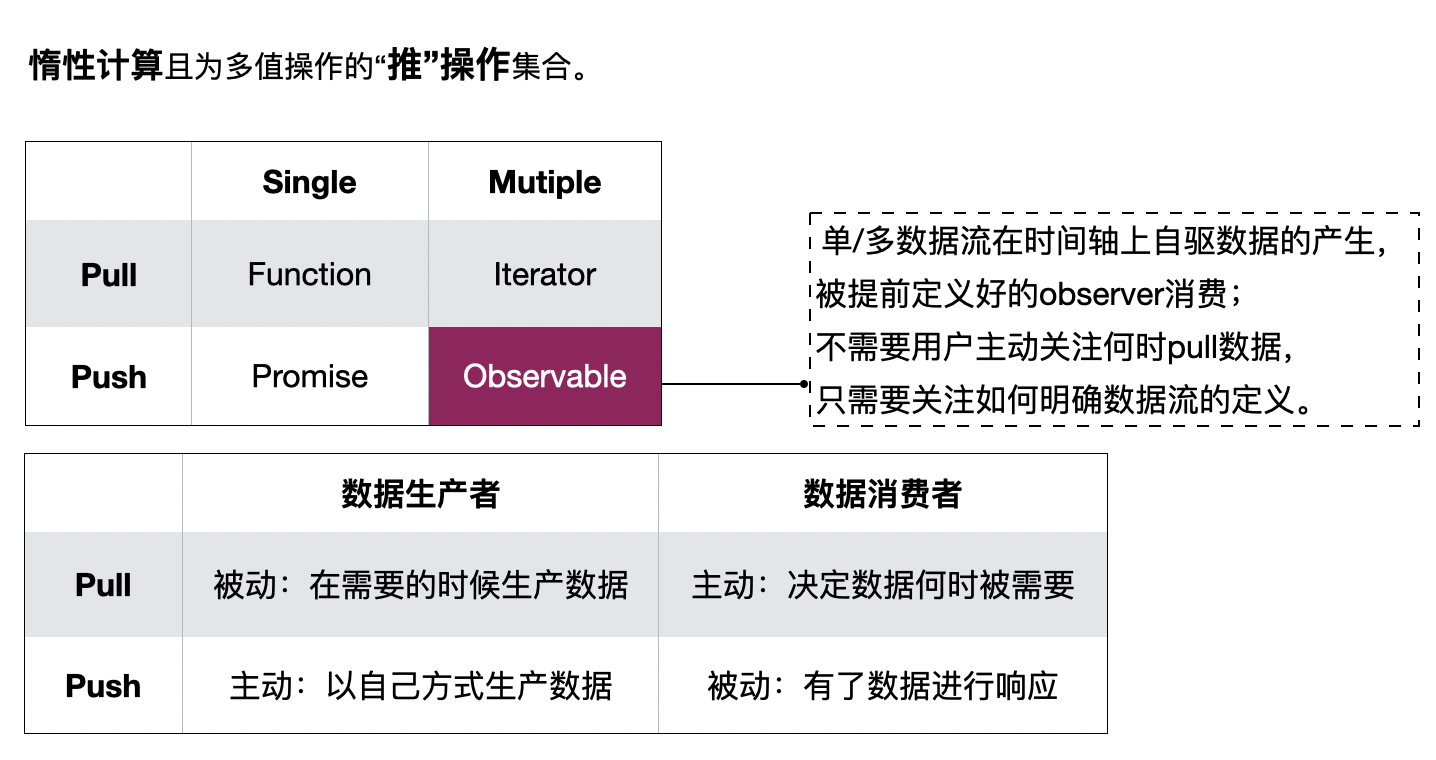 惰性计算且为多值操作的“推”操作集合。
Single Mutiple
Pull Function Iterator
Push Promise Observable
单/多数据流在时间轴上自驱数据的产生，
被提前定义好的observer消费；
不需要用户主动关注何时pull数据，
只需要关注如何明确数据流的定义。
数据生产者 数据消费者
Pull 被动：在需要的时候生产数据 主动：决定数据何时被需要
Push 主动：以自己方式生产数据 被动：有了数据进行响应